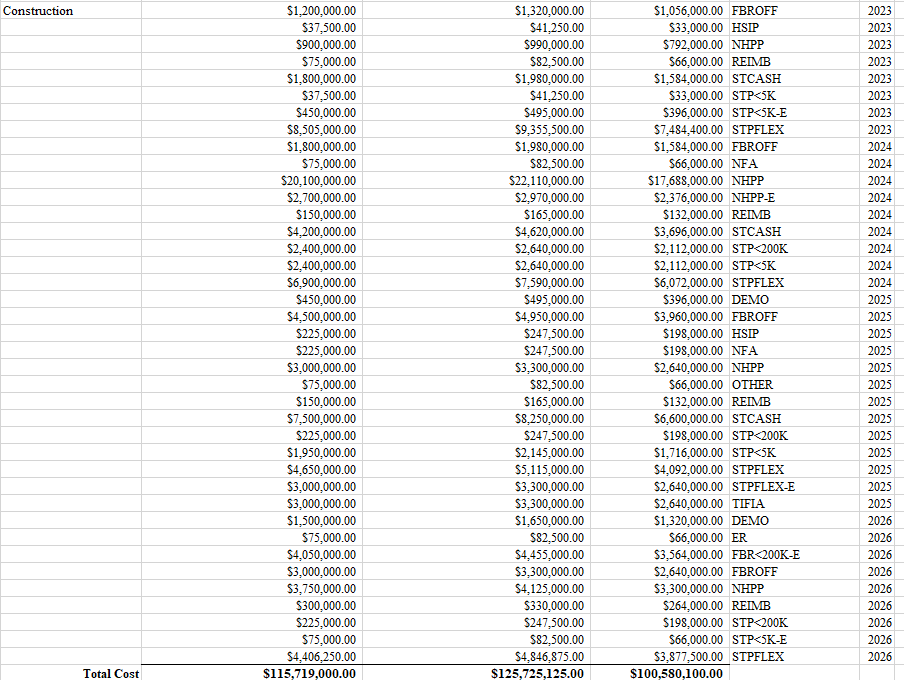 Construction $1,200,000.00 $1,320,000.00 $1,056,000.00 FBROFF 2023
$37,500.00 $41,250.00 $33,000.00 HSIP 2023
$900,000.00 $990,000.00 $792,000.00 NHPP 2023
$75,000.00 $82,500.00 $66,000.00 REIMB 2023
$1,800,000.00 $1,980,000.00 $1,584,000.00 STCASH 2023
$37,500.00 $41,250.00 $33,000.00 STP<5K 2023
$450,000.00 $495,000.00 $396,000.00 STP<5K-E 2023
$8,505,000.00 $9,355,500.00 $7,484,400.00 STPFLEX 2023
$1,800,000.00 $1,980,000.00 $1,584,000.00 FBROFF 2024
$75,000.00 $82,500.00 $66,000.00 NFA 2024
$20,100,000.00 $22,110,000.00 $17,688,000.00 NHPP 2024
$2,700,000.00 $2,970,000.00 $2,376,000.00 NHPP-E 2024
$150,000.00 $165,000.00 $132,000.00 REIMB 2024
$4,200,000.00 $4,620,000.00 $3,696,000.00 STCASH 2024
$2,400,000.00 $2,640,000.00 $2,112,000.00 STP<200K 2024
$2,400,000.00 $2,640,000.00 $2,112,000.00 STP<5K 2024
$6,900,000.00 $7,590,000.00 $6,072,000.00 STPFLEX 2024
$450,000.00 $495,000.00 $396,000.00 DEMO 2025
$4,500,000.00 $4,950,000.00 $3,960,000.00 FBROFF 2025
$225,000.00 $247,500.00 $198,000.00 HSIP 2025
$225,000.00 $247,500.00 $198,000.00 NFA 2025
$3,000,000.00 $3,300,000.00 $2,640,000.00 NHPP 2025
$75,000.00 $82,500.00 $66,000.00 OTHER 2025
$150,000.00 $165,000.00 $132,000.00 REIMB 2025
$7,500,000.00 $8,250,000.00 $6,600,000.00 STCASH 2025
$225,000.00 $247,500.00 $198,000.00 STP<200K 2025
$1,950,000.00 $2,145,000.00 $1,716,000.00 STP<5K 2025
$4,650,000.00 $5,115,000.00 $4,092,000.00 STPFLEX 2025
$3,000,000.00 $3,300,000.00 $2,640,000.00 STPFLEX-E 2025
$3,000,000.00 $3,300,000.00 $2,640,000.00 TIFIA 2025
$1,500,000.00 $1,650,000.00 $1,320,000.00 DEMO 2026
$75,000.00 $82,500.00 $66,000.00 ER 2026
$4,050,000.00 $4,455,000.00 $3,564,000.00 FBR<200K-E 2026
$3,000,000.00 $3,300,000.00 $2,640,000.00 FBROFF 2026
$3,750,000.00 $4,125,000.00 $3,300,000.00 NHPP 2026
$300,000.00 $330,000.00 $264,000.00 REIMB 2026
$225,000.00 $247,500.00 $198,000.00 STP<200K 2026
$75,000.00 $82,500.00 $66,000.00 STP<5K-E 2026
$4,406,250.00 $4,846,875.00 $3,877,500.00 STPFLEX 2026
Total Cost $115,719,000.00 $125,725,125.00 $100,580,100.00